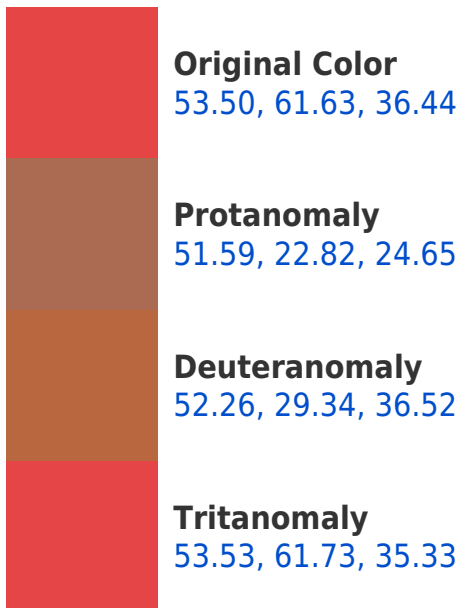 Original Color
53.50, 61.63, 36.44
Protanomaly
51.59, 22.82, 24.65
Deuteranomaly
52.26, 29.34, 36.52
Tritanomaly
53.53, 61.73, 35.33